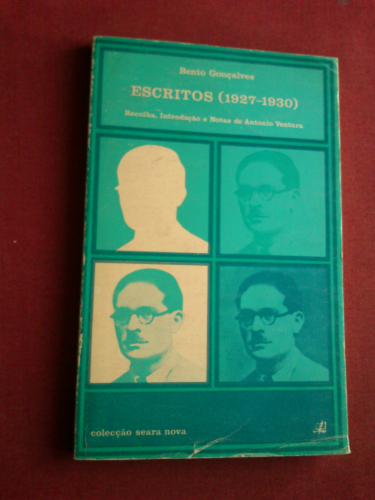 Bento Gonçalves
ESCRITOS (1927-1930)
Recolha, Introdução e Notas de António Ventura
colecção seara nova